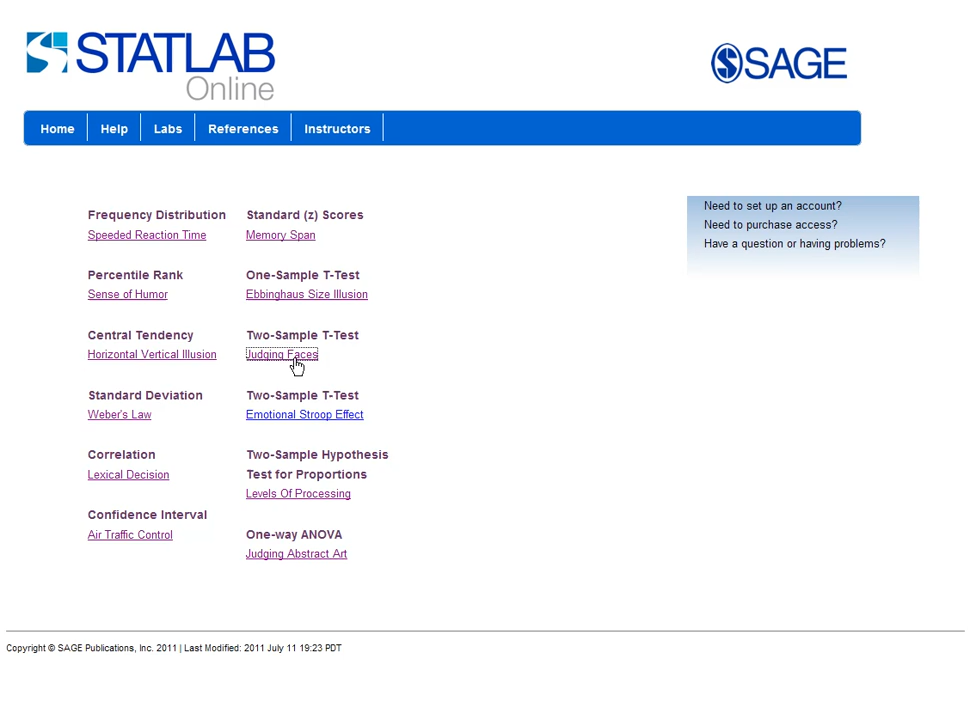 STATLAB
Online
SAGE
Home
Help
Labs
References
Instructors
Frequency Distribution
Speeded Reaction Time
Percentile Rank
Sense of Humor
Central Tendency
Horizontal Vertical Illusion
Standard Deviation
Weber's Law
Correlation
Lexical Decision
Confidence Interval
Air Traffic Control
Standard (z) Scores
Memory Span
One-Sample T-Test
Ebbinghaus Size Illusion
Two-Sample T-Test
Judging Faces
Two-Sample T-Test
Emotional Stroop Effect
Two-Sample Hypothesis
Test for Proportions
Levels Of Processing
One-way ANOVA
Judging Abstract Art
Need to set up an account?
Need to purchase access?
Have a question or having problems?
Copyright © SAGE Publications, Inc. 2011 | Last Modified: 2011 July 11 19:23 PDT